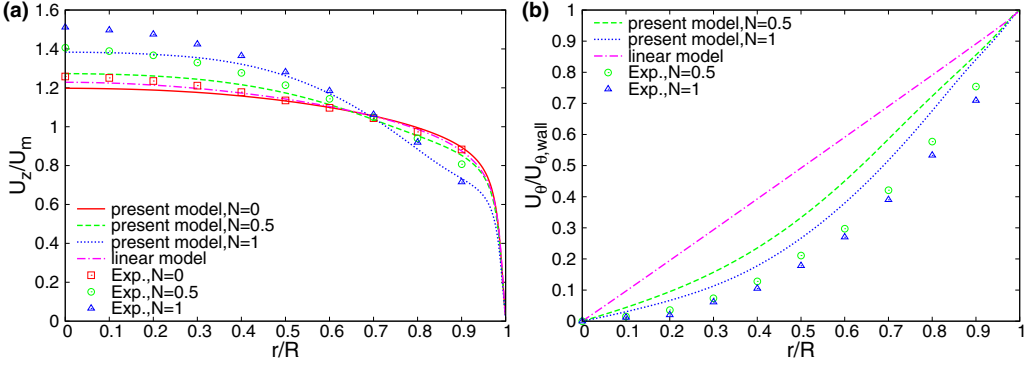 (a)
1.6
1.4
1.2
1
0.8
0.6
0.4
0.2
0
U_z/U_m
present model,N=0
present model,N=0.5
present model,N=1
linear model
Exp.,N=0
Exp.,N=0.5
Exp.,N=1
0 0.1 0.2 0.3 0.4 0.5 0.6 0.7 0.8 0.9 1
r/R
(b)
1
0.9
0.8
0.7
0.6
0.5
0.4
0.3
0.2
0.1
0
U_θ/U_θ,wall
present model,N=0.5
present model,N=1
linear model
Exp.,N=0.5
Exp.,N=1
0 0.1 0.2 0.3 0.4 0.5 0.6 0.7 0.8 0.9 1
r/R